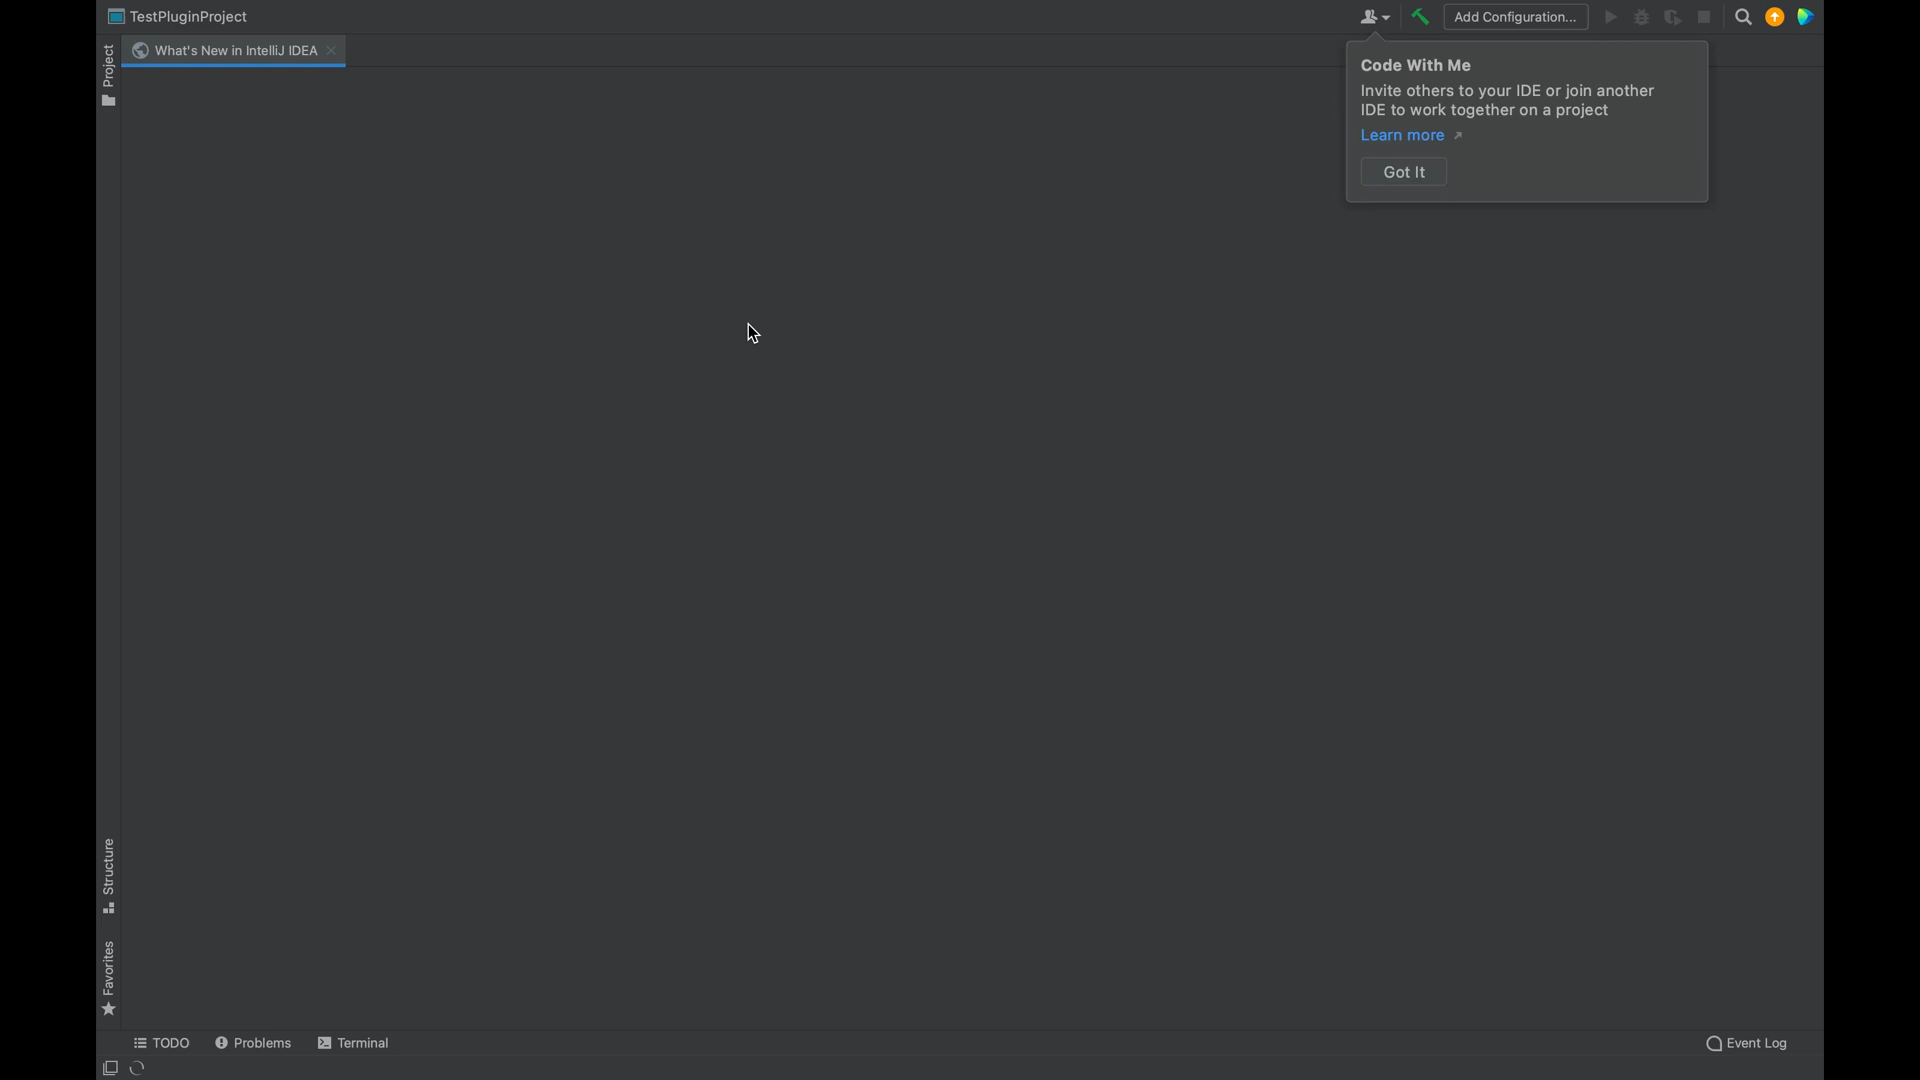 TestPluginProject
Add Configuration...
Project
What's New in IntelliJ IDEA
Code With Me
Invite others to your IDE or join another
IDE to work together on a project
Learn more
Got It
Structure
Favorites
TODO
Problems
Terminal
Event Log